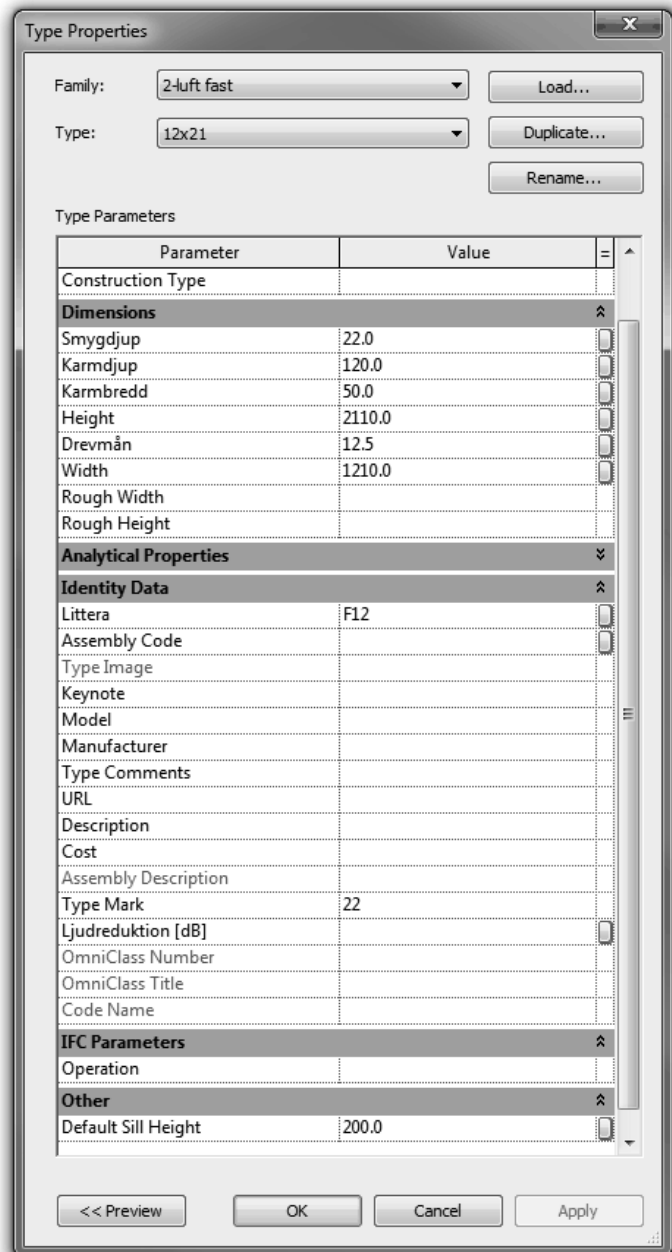 Type Properties
Family: 2-luft fast Load...
Type: 12x21 Duplicate...
Rename...
Type Parameters
Parameter Value =
Construction Type
Dimensions
Smygdjup 22.0
Karmdjup 120.0
Karmbredd 50.0
Height 2110.0
Drevmån 12.5
Width 1210.0
Rough Width
Rough Height
Analytical Properties
Identity Data
Littera F12
Assembly Code
Type Image
Keynote
Model
Manufacturer
Type Comments
URL
Description
Cost
Assembly Description
Type Mark 22
Ljudreduktion [dB]
OmniClass Number
OmniClass Title
Code Name
IFC Parameters
Operation
Other
Default Sill Height 200.0
<< Preview OK Cancel Apply